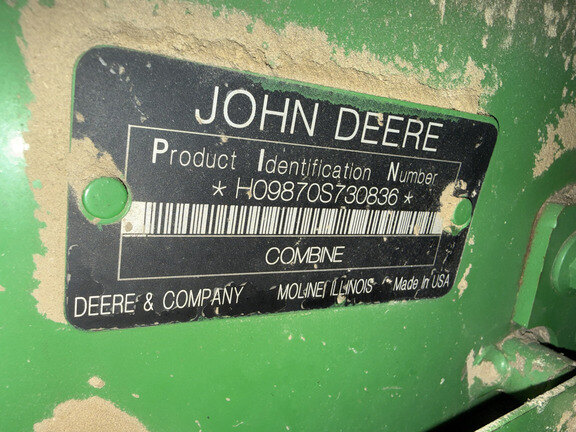 JOHN DEERE
Product Identification Number
* H09870S730836 *
COMBINE
DEERE & COMPANY MOLINE, ILLINOIS Made In USA